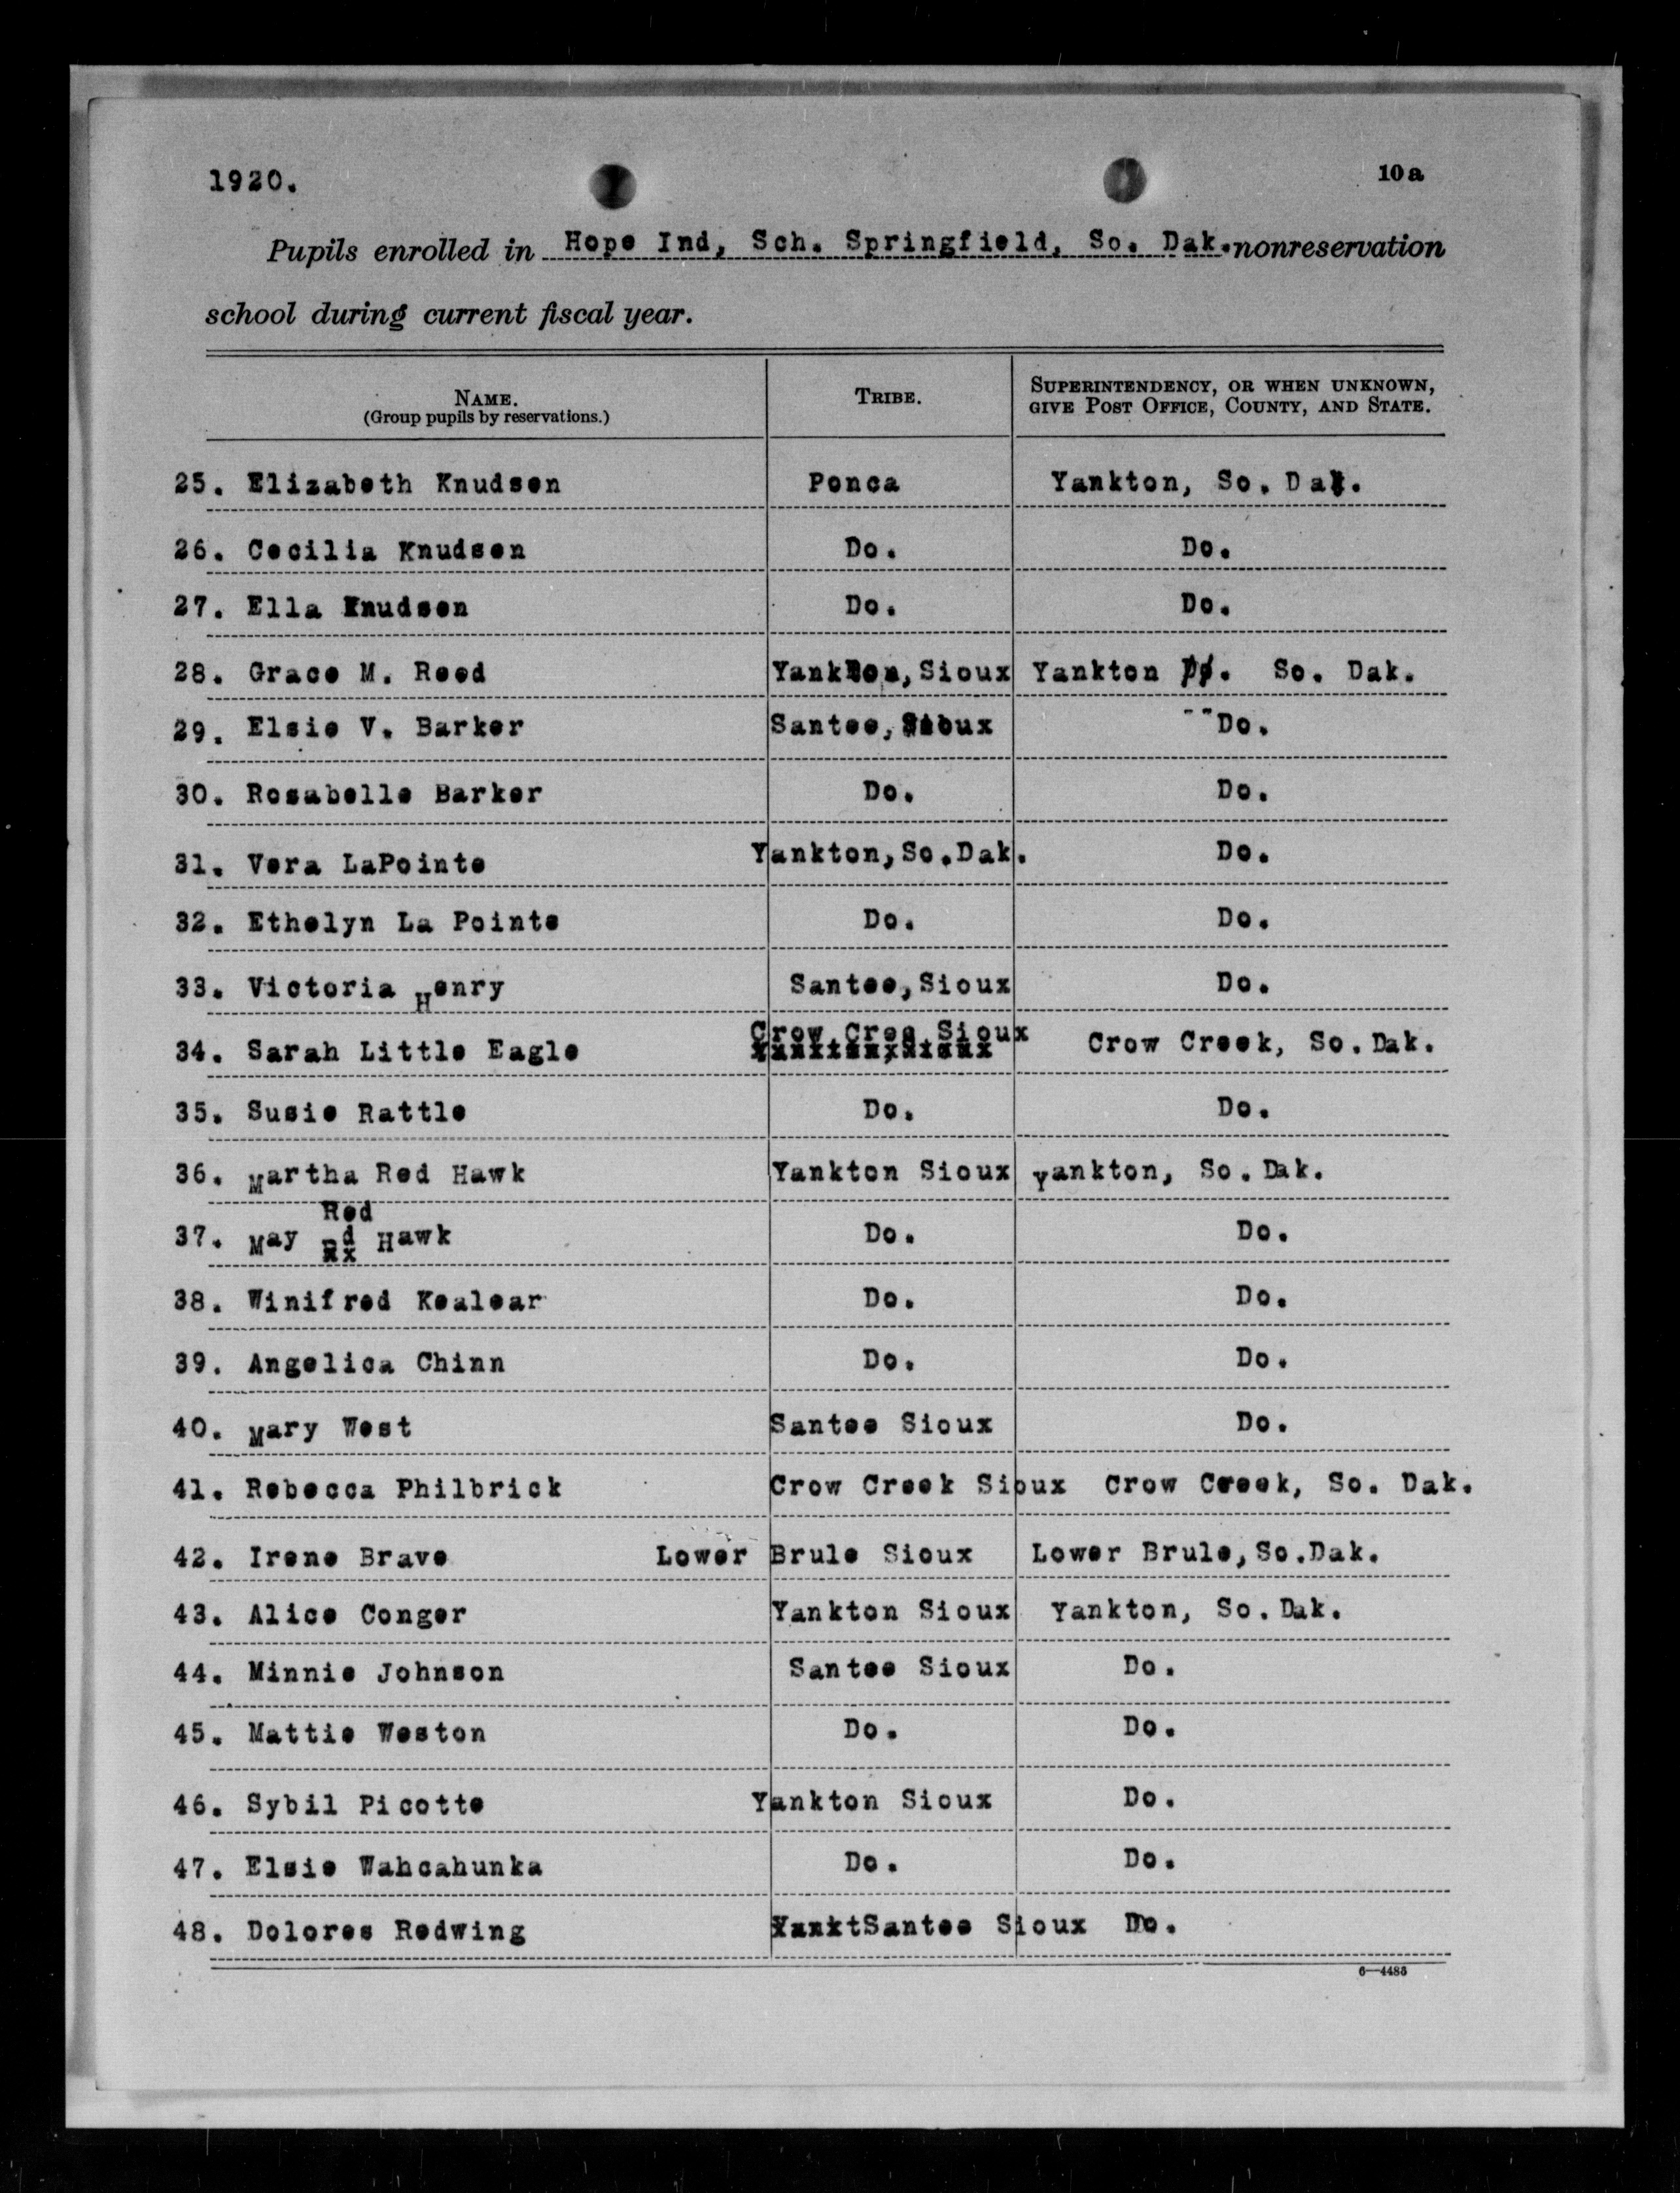 1920.
10a
Pupils enrolled in Hope Ind, Sch. Springfield, So. Dak. nonreservation
school during current fiscal year.
NAME. TRIBE. SUPERINTENDENCY, OR WHEN UNKNOWN,
(Group pupils by reservations.) GIVE POST OFFICE, COUNTY, AND STATE.
25. Elizabeth Knudsen Ponca Yankton, So. Dak.
26. Cecilia Knudsen Do. Do.
27. Ella Knudsen Do. Do.
28. Grace M. Reed Yankton, Sioux Yankton So. Dak.
29. Elsie V. Barker Santee, Sioux Do.
30. Rosabelle Barker Do. Do.
31. Vera LaPointe Yankton, So. Dak. Do.
32. Ethelyn La Pointe Do. Do.
33. Victoria Henry Santee, Sioux Do.
34. Sarah Little Eagle Crow Cree Sioux Crow Creek, So. Dak.
35. Susie Rattle Do. Do.
36. Martha Red Hawk Yankton Sioux Yankton, So. Dak.
37. May Red Hawk Do. Do.
38. Winifred Kealear Do. Do.
39. Angelica Chinn Do. Do.
40. Mary West Santee Sioux Do.
41. Rebecca Philbrick Crow Creek Sioux Crow Creek, So. Dak.
42. Irene Brave Lower Brule Sioux Lower Brule, So. Dak.
43. Alice Conger Yankton Sioux Yankton, So. Dak.
44. Minnie Johnson Santee Sioux Do.
45. Mattie Weston Do. Do.
46. Sybil Picotte Yankton Sioux Do.
47. Elsie Wahcahunka Do. Do.
48. Dolores Redwing Santee Sioux Do.
6—4486